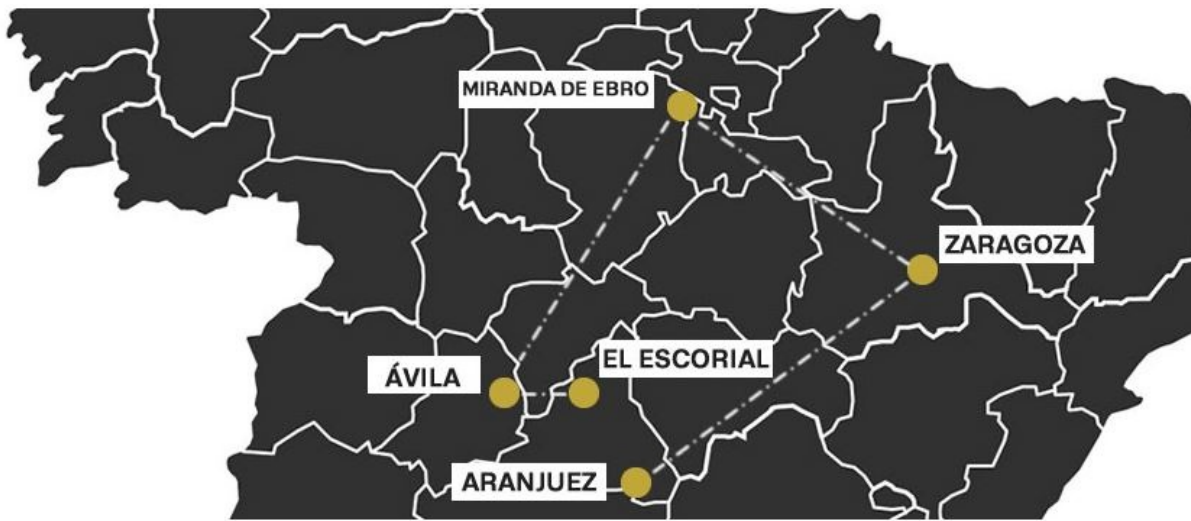 MIRANDA DE EBRO
ZARAGOZA
EL ESCORIAL
ÁVILA
ARANJUEZ